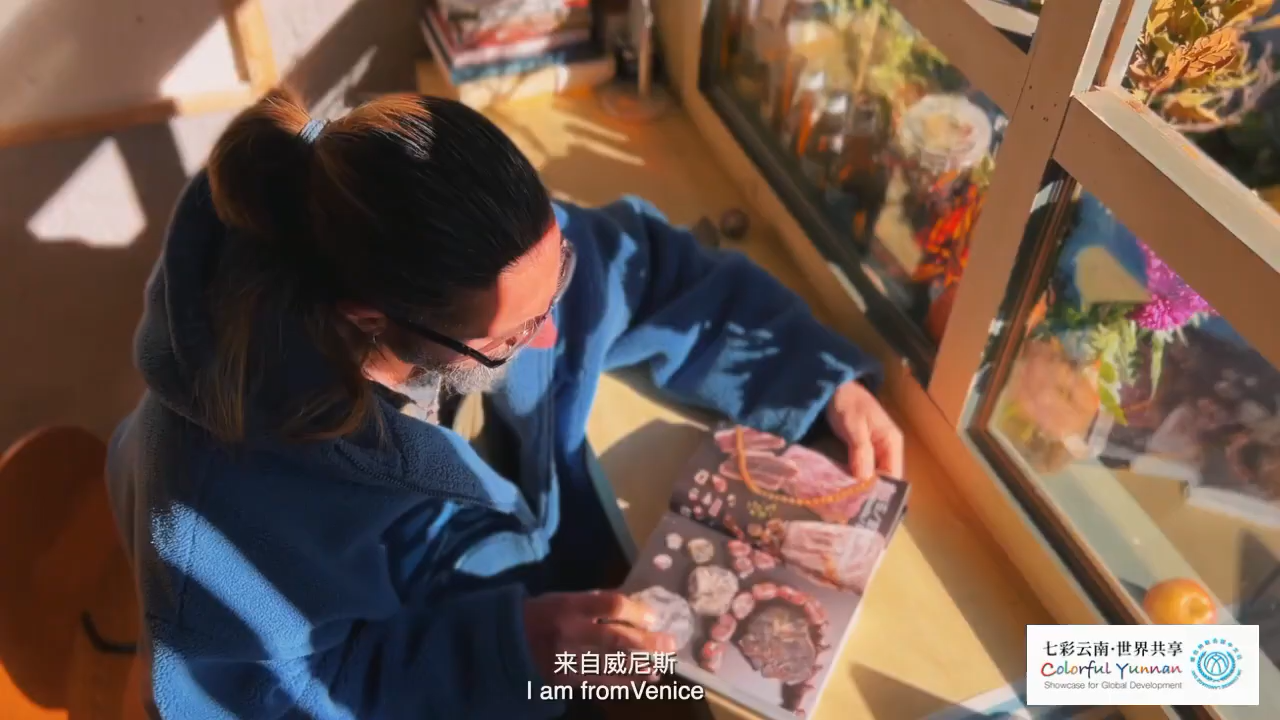 来自威尼斯
I am fromVenice
七彩云南·世界共享
Colorful Yunnan
Showcase for Global Development